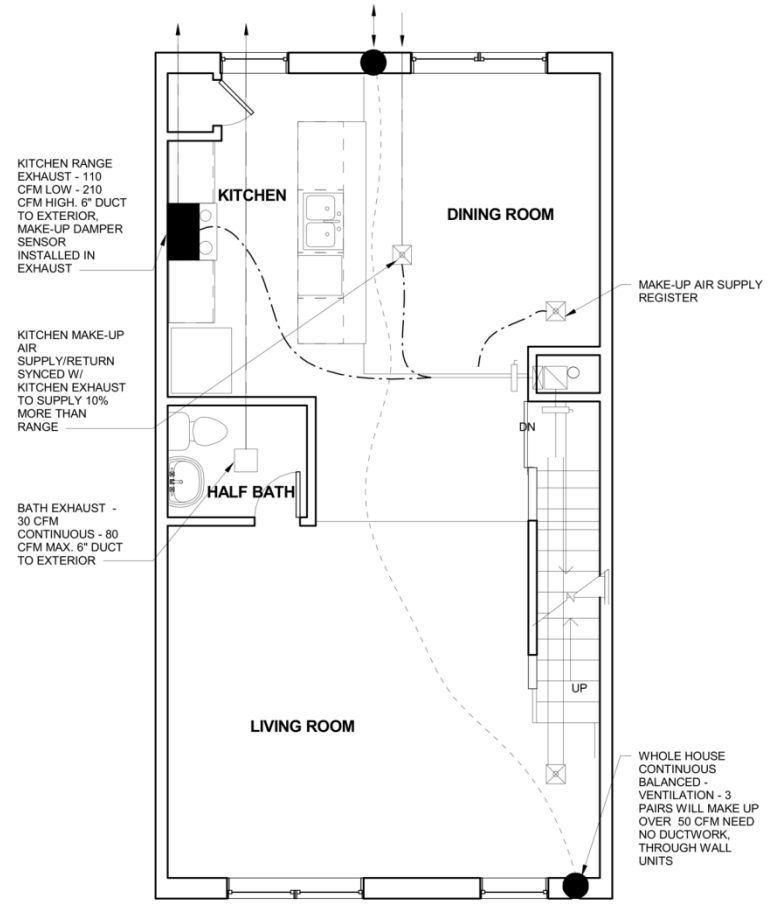 KITCHEN RANGE
EXHAUST - 110
CFM LOW - 210
CFM HIGH. 6" DUCT
TO EXTERIOR,
MAKE-UP DAMPER
SENSOR
INSTALLED IN
EXHAUST
KITCHEN
DINING ROOM
MAKE-UP AIR SUPPLY
REGISTER
KITCHEN MAKE-UP
AIR
SUPPLY/RETURN
SYNCED W/
KITCHEN EXHAUST
TO SUPPLY 10%
MORE THAN
RANGE
DN
HALF BATH
BATH EXHAUST -
30 CFM
CONTINUOUS - 80
CFM MAX. 6" DUCT
TO EXTERIOR
UP
LIVING ROOM
WHOLE HOUSE
CONTINUOUS
BALANCED -
VENTILATION - 3
PAIRS WILL MAKE UP
OVER 50 CFM NEED
NO DUCTWORK,
THROUGH WALL
UNITS